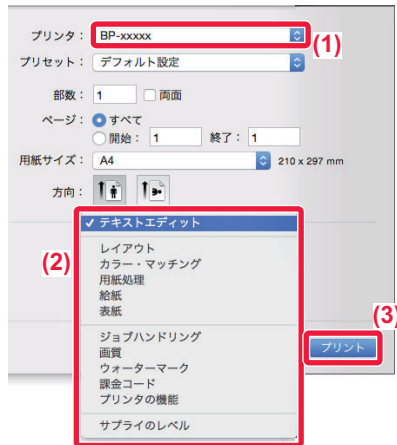 プリンタ： BP-xxxxx (1)
プリセット： デフォルト設定
部数： 1 両面
ページ： すべて
開始： 1 終了： 1
用紙サイズ： A4 210 x 297 mm
方向：
✓ テキストエディット
(2)
レイアウト
カラー・マッチング
用紙処理
給紙
表紙
ジョブハンドリング
画質
ウォーターマーク
課金コード
プリンタの機能
サプライのレベル
(3)
プリント